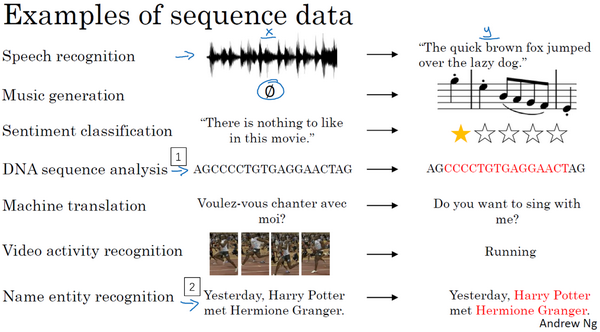 Examples of sequence data
x
y
Speech recognition
"The quick brown fox jumped
over the lazy dog."
Music generation
∅
Sentiment classification
"There is nothing to like
in this movie."
1
DNA sequence analysis
AGCCCCTGTGAGGAACTAG
AGCCCCTGTGAGGAACTAG
Machine translation
Voulez-vous chanter avec
moi?
Do you want to sing with
me?
Video activity recognition
Running
2
Name entity recognition
Yesterday, Harry Potter
met Hermione Granger.
Yesterday, Harry Potter
met Hermione Granger.
Andrew Ng